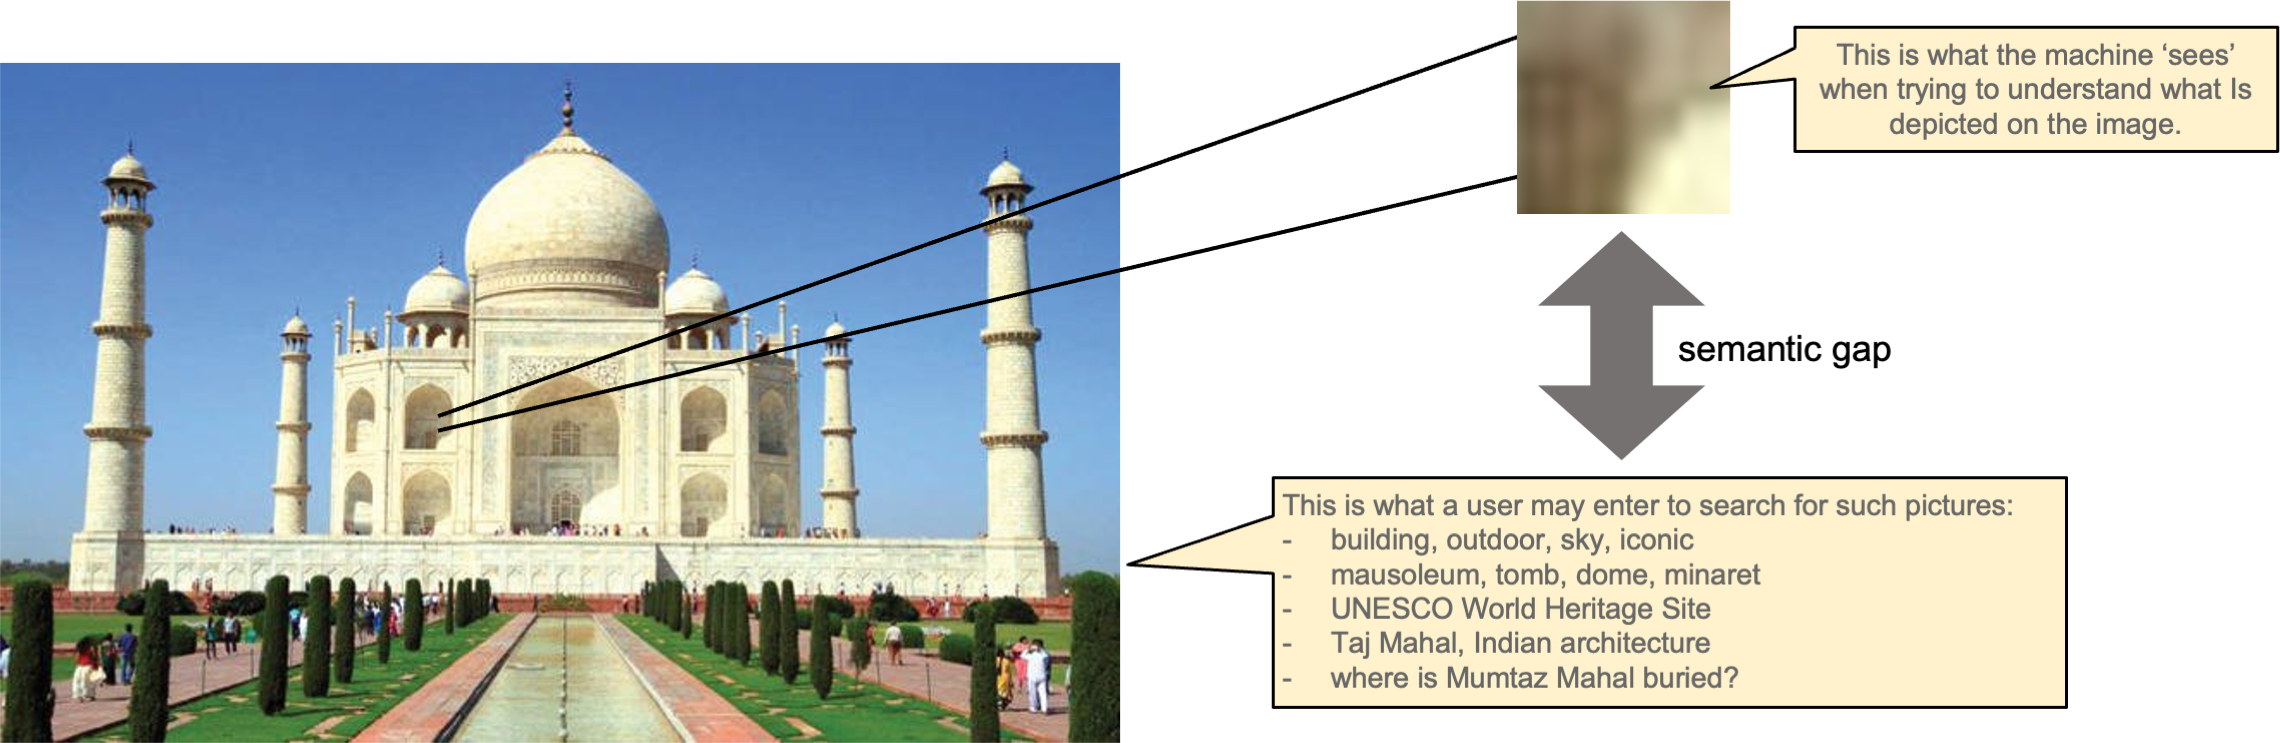 This is what the machine ‘sees’
when trying to understand what Is
depicted on the image.
semantic gap
This is what a user may enter to search for such pictures:
- building, outdoor, sky, iconic
- mausoleum, tomb, dome, minaret
- UNESCO World Heritage Site
- Taj Mahal, Indian architecture
- where is Mumtaz Mahal buried?